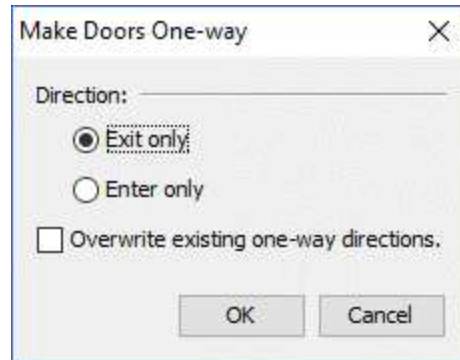 Make Doors One-way
Direction:
Exit only
Enter only
Overwrite existing one-way directions.
OK
Cancel